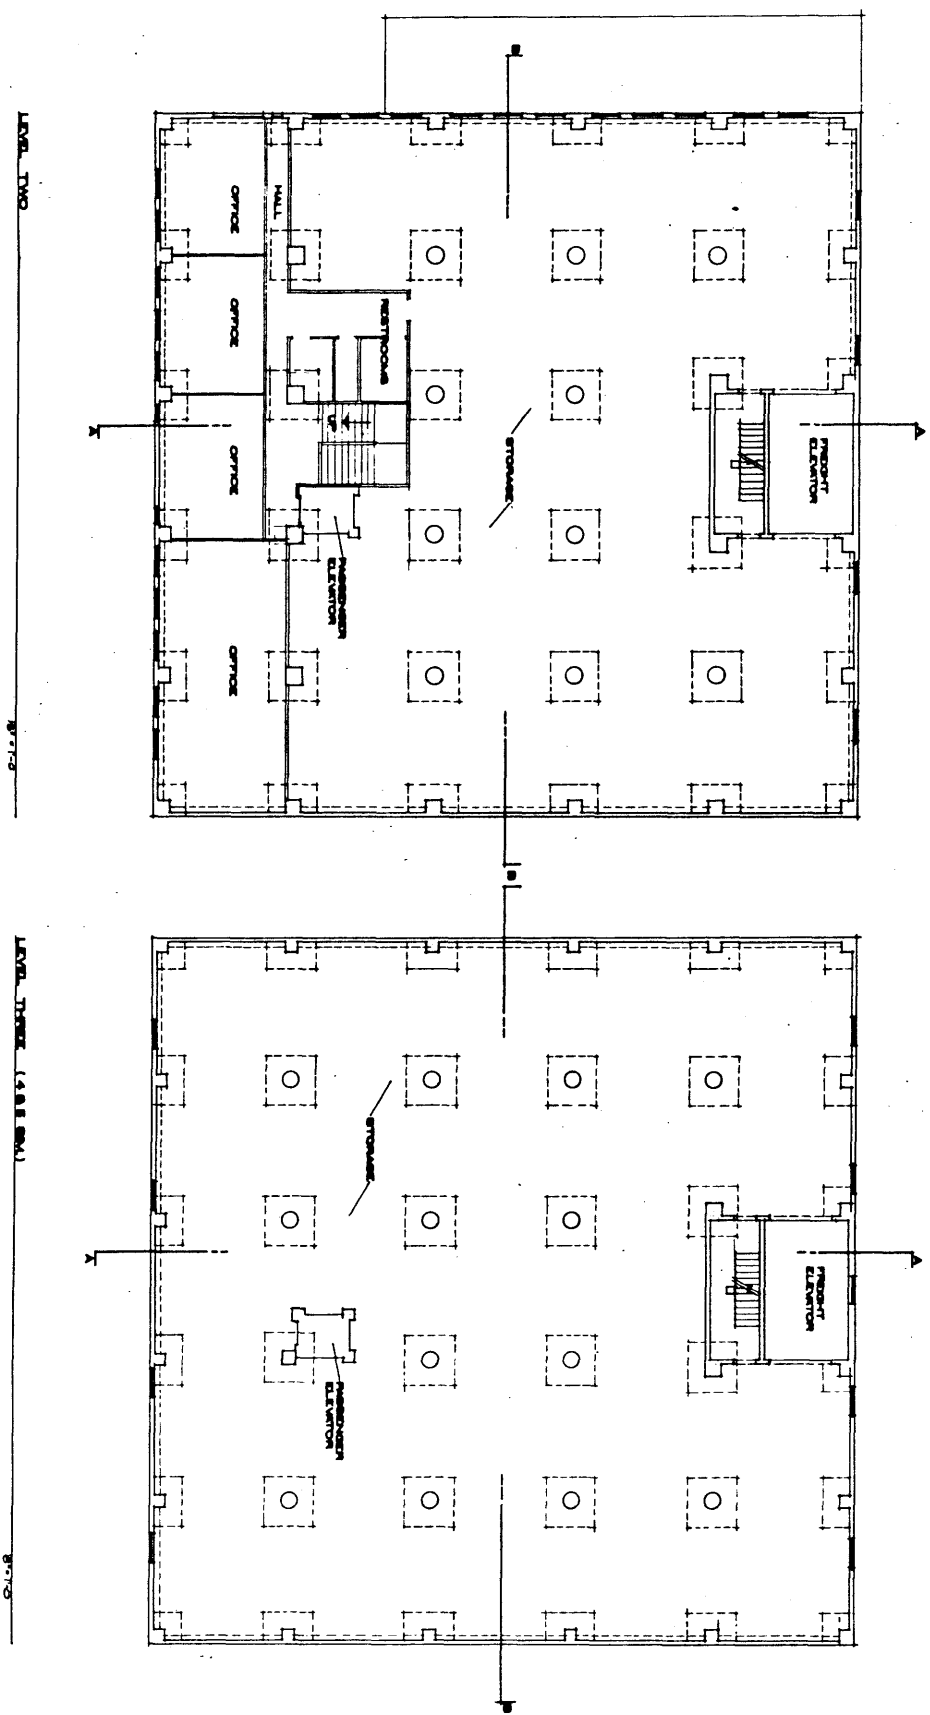 B
OFFICE
HALL
OFFICE
RESTROOMS
OFFICE
UP
STORAGE
FREIGHT
ELEVATOR
A
A
PASSENGER
ELEVATOR
OFFICE
B
LEVEL TWO
STORAGE
A
A
FREIGHT
ELEVATOR
PASSENGER
ELEVATOR
B
LEVEL THREE